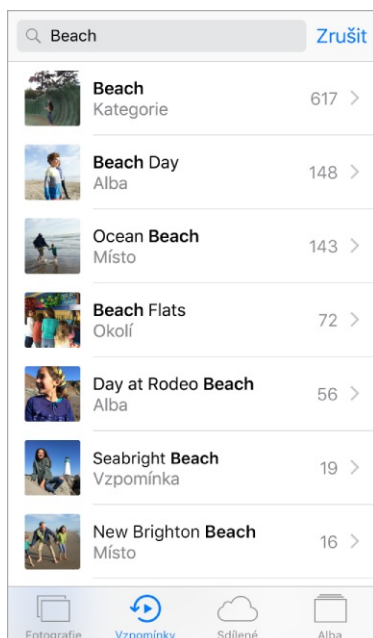 Beach
Zrušit
Beach
Kategorie
617
Beach Day
Alba
148
Ocean Beach
Místo
143
Beach Flats
Okolí
72
Day at Rodeo Beach
Alba
56
Seabright Beach
Vzpomínka
19
New Brighton Beach
Místo
16
Fotografie
Vzpomínky
Sdílené
Alba